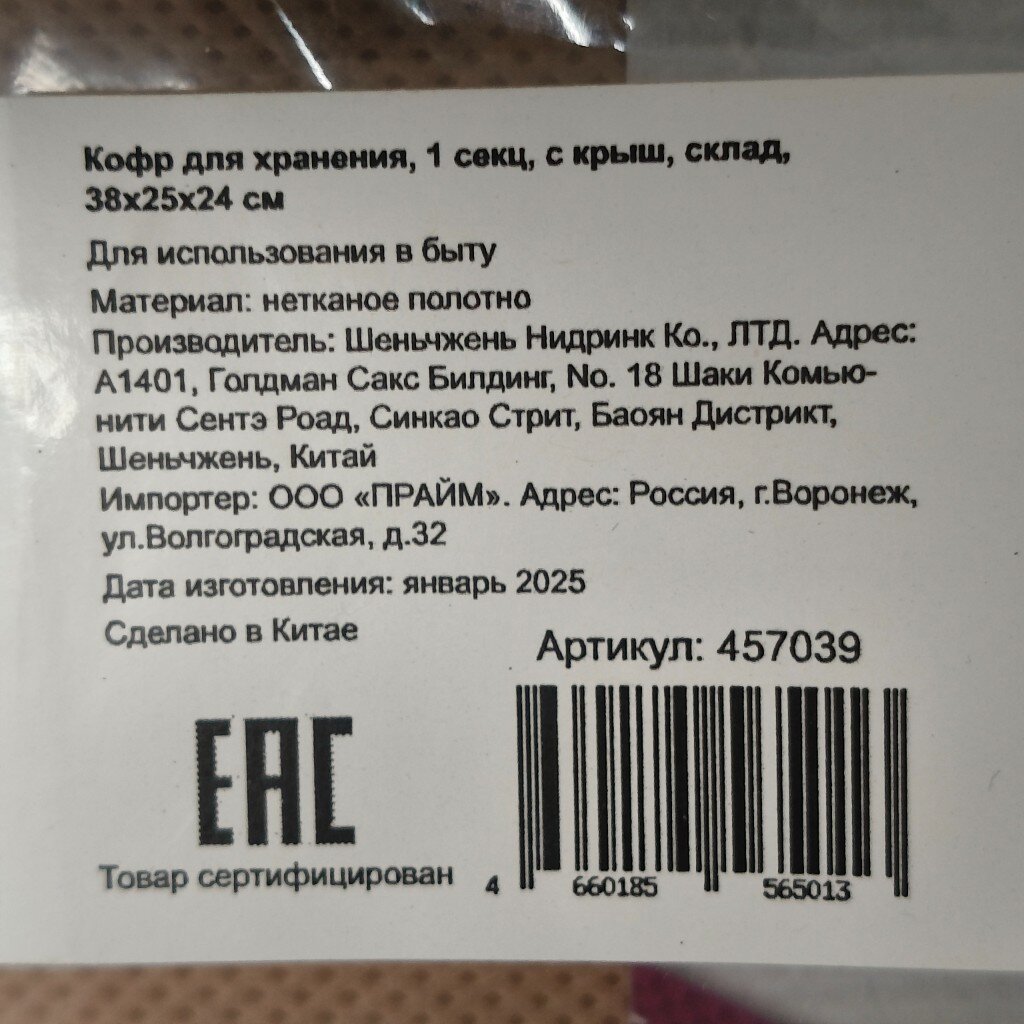 Кофр для хранения, 1 секц, с крыш, склад,
38х25х24 см
Для использования в быту
Материал: нетканое полотно
Производитель: Шеньчжень Нидринк Ко., ЛТД. Адрес:
А1401, Голдман Сакс Билдинг, No. 18 Шаки Комью-
нити Сентэ Роад, Синкао Стрит, Баоян Дистрикт,
Шеньчжень, Китай
Импортер: ООО «ПРАЙМ». Адрес: Россия, г.Воронеж,
ул.Волгоградская, д.32
Дата изготовления: январь 2025
Сделано в Китае
Артикул: 457039
EAC
Товар сертифицирован
4 660185 565013